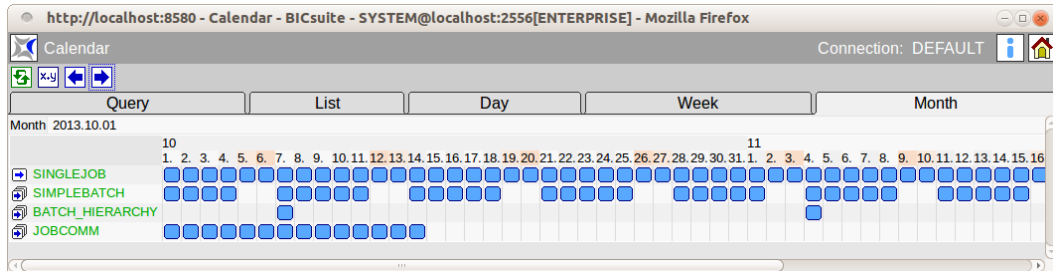 http://localhost:8580 - Calendar - BICsuite - SYSTEM@localhost:2556[ENTERPRISE] - Mozilla Firefox
Calendar Connection: DEFAULT
x.y
Query List Day Week Month
Month 2013.10.01
10 11
1. 2. 3. 4. 5. 6. 7. 8. 9. 10. 11. 12. 13. 14. 15. 16. 17. 18. 19. 20. 21. 22. 23. 24. 25. 26. 27. 28. 29. 30. 31. 1. 2. 3. 4. 5. 6. 7. 8. 9. 10. 11. 12. 13. 14. 15. 16
SINGLEJOB
SIMPLEBATCH
BATCH_HIERARCHY
JOBCOMM